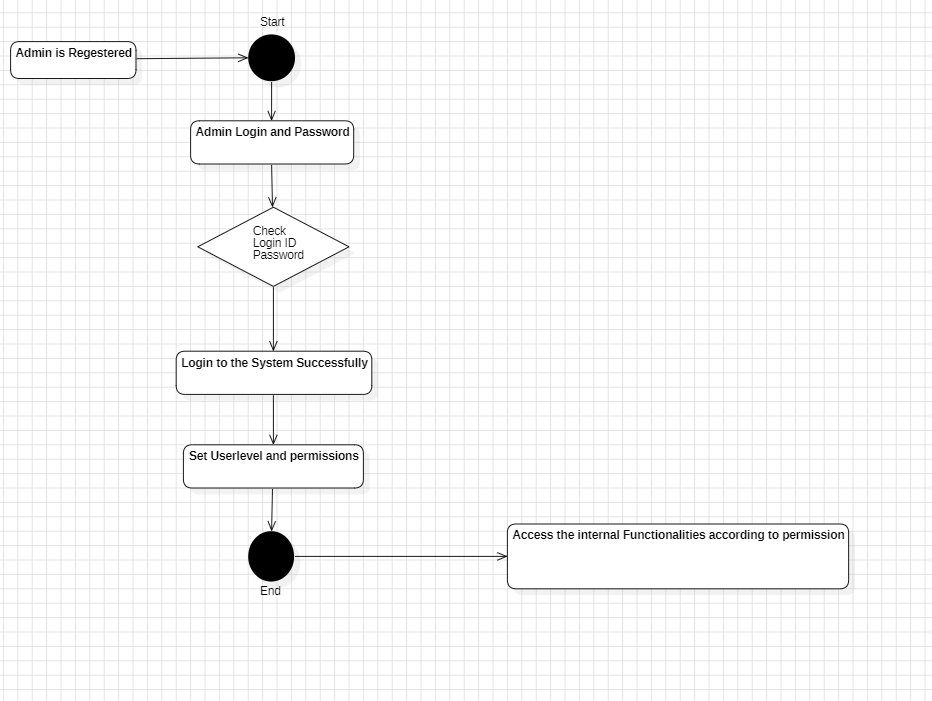 Start
Admin is Regestered
Admin Login and Password
Check
Login ID
Password
Login to the System Successfully
Set Userlevel and permissions
Access the internal Functionalities according to permission
End